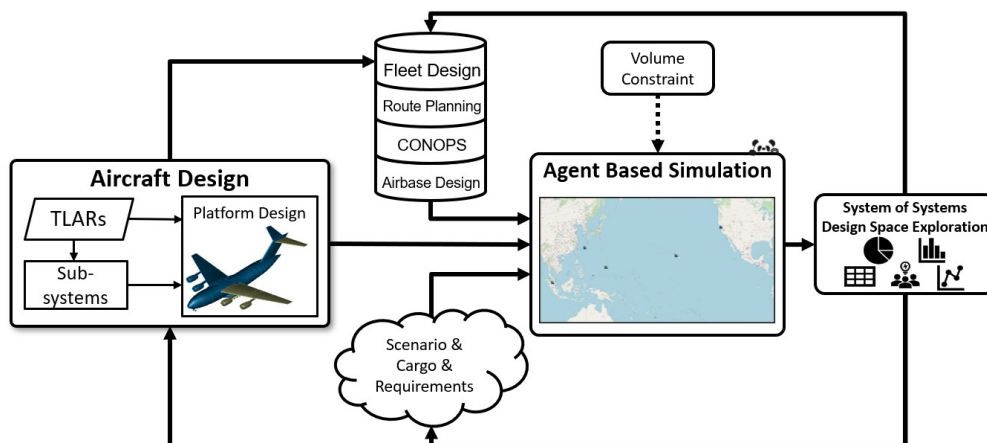 Fleet Design
Route Planning
CONOPS
Airbase Design
Volume
Constraint
Aircraft Design
TLARs
Sub-
systems
Platform Design
Agent Based Simulation
System of Systems
Design Space Exploration
Scenario &
Cargo &
Requirements